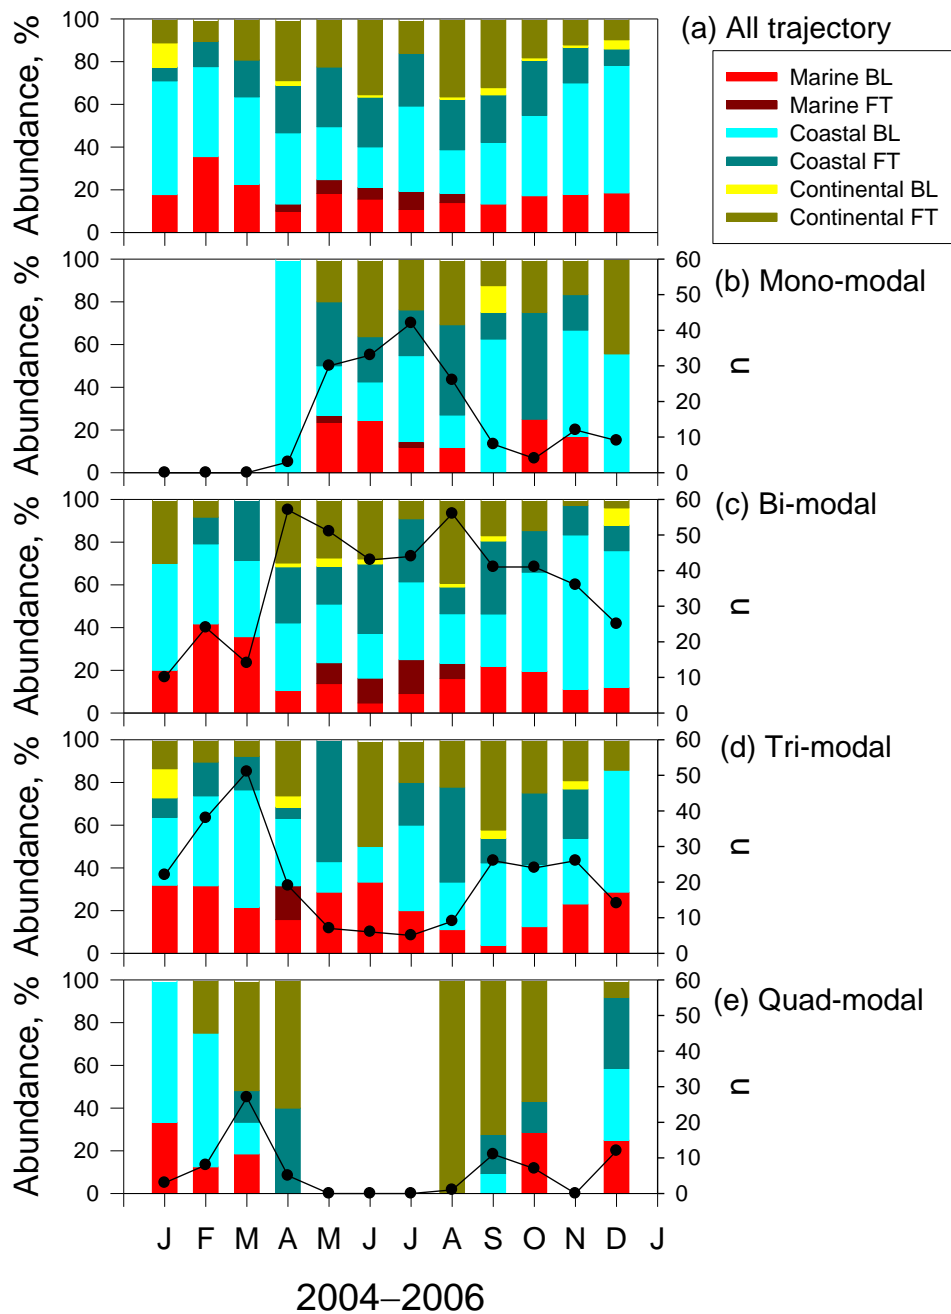 (a) All trajectory
Abundance, %
100
80
60
40
20
0
Marine BL
Marine FT
Coastal BL
Coastal FT
Continental BL
Continental FT
(b) Mono-modal
Abundance, %
100
80
60
40
20
0
60
50
40
30
20
10
0
n
(c) Bi-modal
Abundance, %
100
80
60
40
20
0
60
50
40
30
20
10
0
n
(d) Tri-modal
Abundance, %
100
80
60
40
20
0
60
50
40
30
20
10
0
n
(e) Quad-modal
Abundance, %
100
80
60
40
20
0
60
50
40
30
20
10
0
n
J F M A M J J A S O N D J
2004–2006